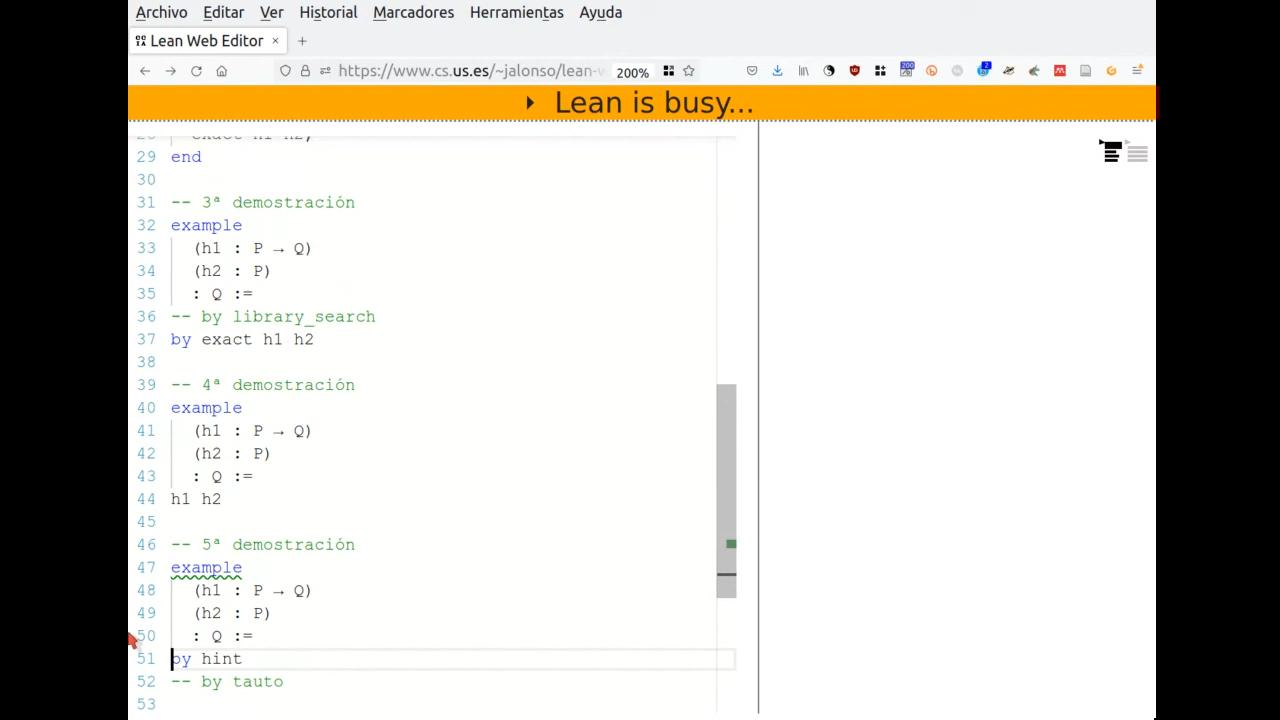 Archivo Editar Ver Historial Marcadores Herramientas Ayuda
Lean Web Editor × +
https://www.cs.us.es/~jalonso/lean-w 200%
Lean is busy...
29 end
30
31 -- 3ª demostración
32 example
33 (h1 : P → Q)
34 (h2 : P)
35 : Q :=
36 -- by library_search
37 by exact h1 h2
38
39 -- 4ª demostración
40 example
41 (h1 : P → Q)
42 (h2 : P)
43 : Q :=
44 h1 h2
45
46 -- 5ª demostración
47 example
48 (h1 : P → Q)
49 (h2 : P)
50 : Q :=
51 by hint
52 -- by tauto
53